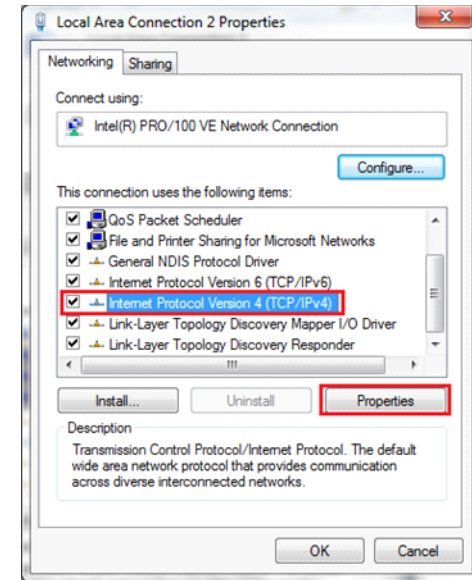 Local Area Connection 2 Properties
Networking
Sharing
Connect using:
Intel(R) PRO/100 VE Network Connection
Configure...
This connection uses the following items:
QoS Packet Scheduler
File and Printer Sharing for Microsoft Networks
General NDIS Protocol Driver
Internet Protocol Version 6 (TCP/IPv6)
Internet Protocol Version 4 (TCP/IPv4)
Link-Layer Topology Discovery Mapper I/O Driver
Link-Layer Topology Discovery Responder
Install...
Uninstall
Properties
Description
Transmission Control Protocol/Internet Protocol. The default
wide area network protocol that provides communication
across diverse interconnected networks.
OK
Cancel